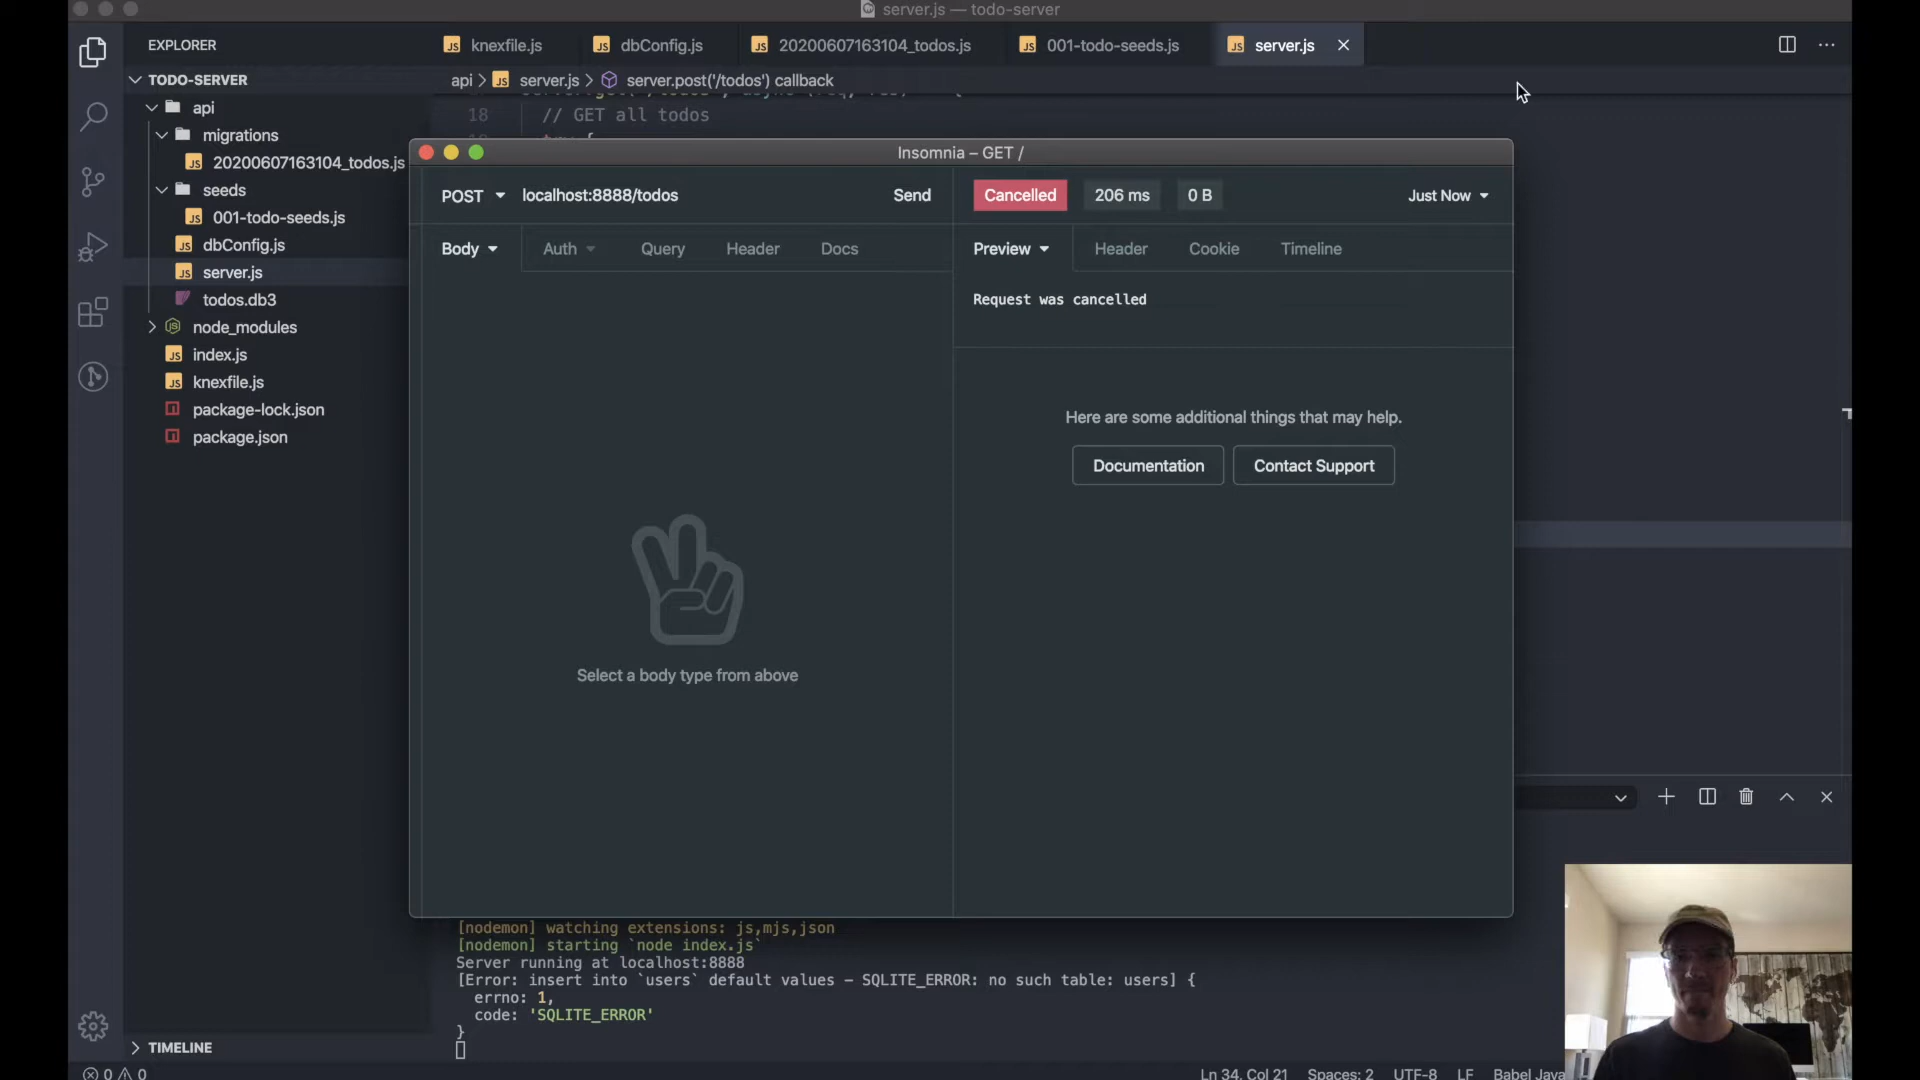 server.js — todo-server
EXPLORER
knexfile.js
dbConfig.js
20200607163104_todos.js
001-todo-seeds.js
server.js
TODO-SERVER
api > server.js > server.post('/todos') callback
api
18 // GET all todos
migrations
20200607163104_todos.js
seeds
001-todo-seeds.js
dbConfig.js
server.js
todos.db3
node_modules
index.js
knexfile.js
package-lock.json
package.json
Insomnia – GET /
POST localhost:8888/todos Send
Cancelled 206 ms 0 B Just Now
Body Auth Query Header Docs
Preview Header Cookie Timeline
Request was cancelled
Here are some additional things that may help.
Documentation Contact Support
Select a body type from above
[nodemon] watching extensions: js,mjs,json
[nodemon] starting `node index.js`
Server running at localhost:8888
[Error: insert into `users` default values – SQLITE_ERROR: no such table: users] {
errno: 1,
code: 'SQLITE_ERROR'
}
TIMELINE
0 0
Ln 34, Col 21 Spaces: 2 UTF-8 LF Babel Java